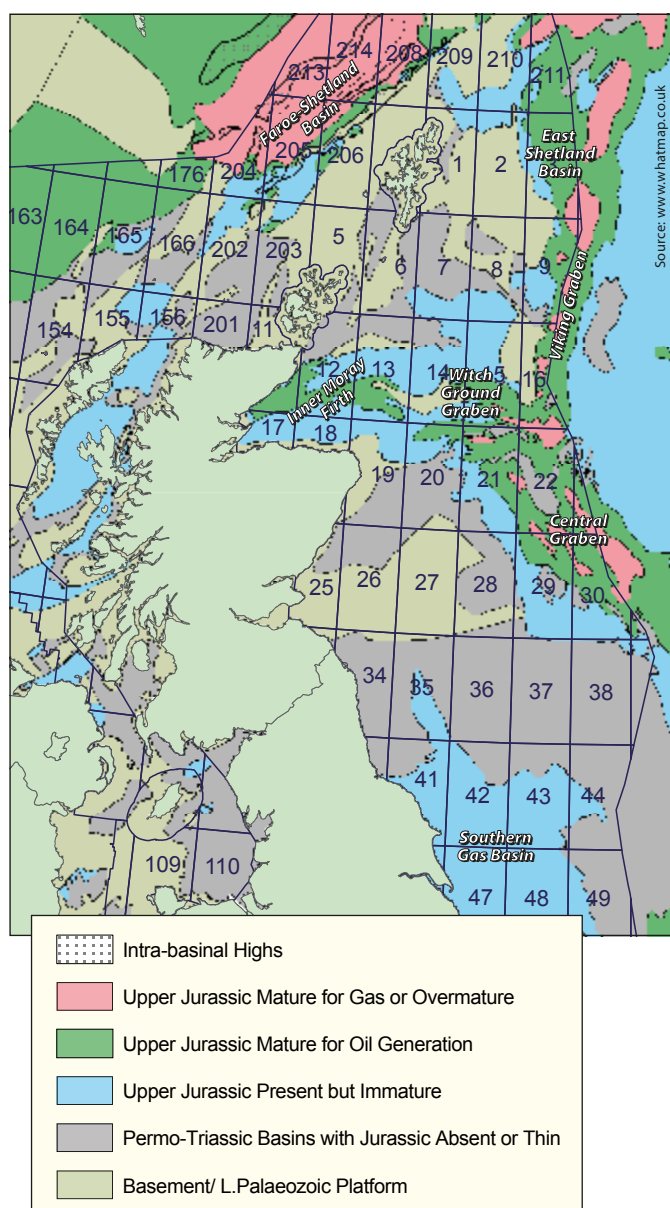 214
208
209
210
213
211
Faroe-Shetland
Basin
East
Shetland
Basin
Source: www.whatmap.co.uk
205
206
1
2
3
176
204
163
164
165
166
202
203
5
6
7
8
9
Viking Graben
154
155
156
201
11
12
13
14
15
16
Inner Moray
Firth
Witch
Ground
Graben
17
18
19
20
21
22
Central
Graben
25
26
27
28
29
30
34
35
36
37
38
41
42
43
44
Southern
Gas Basin
109
110
47
48
49
Intra-basinal Highs
Upper Jurassic Mature for Gas or Overmature
Upper Jurassic Mature for Oil Generation
Upper Jurassic Present but Immature
Permo-Triassic Basins with Jurassic Absent or Thin
Basement/ L.Palaeozoic Platform